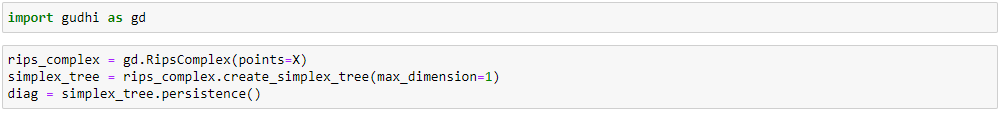 import gudhi as gd
rips_complex = gd.RipsComplex(points=X)
simplex_tree = rips_complex.create_simplex_tree(max_dimension=1)
diag = simplex_tree.persistence()